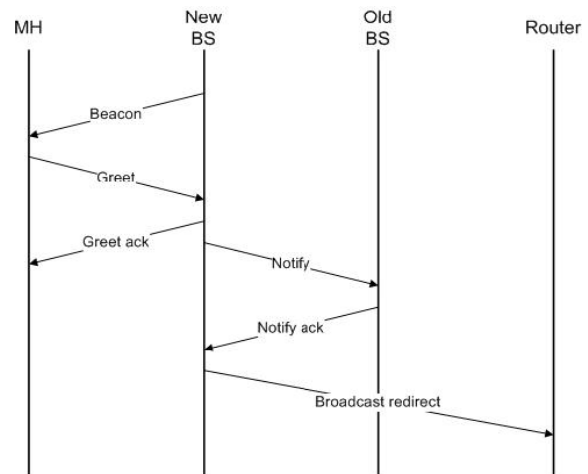 MH
New
BS
Old
BS
Router
Beacon
Greet
Greet ack
Notify
Notify ack
Broadcast redirect